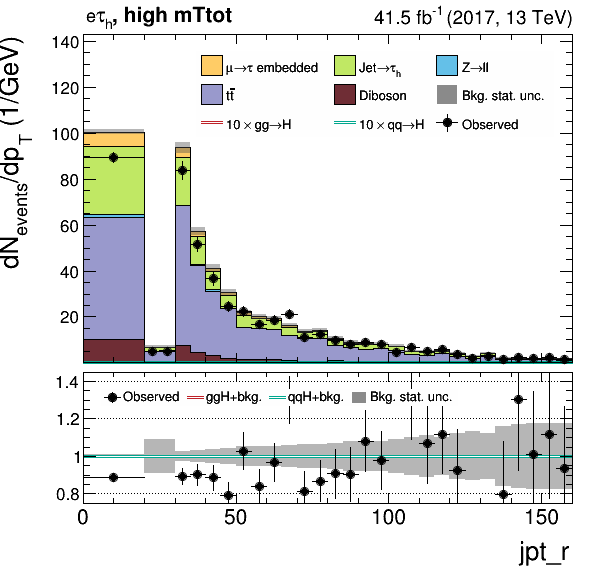 eτh, high mTtot
41.5 fb-1 (2017, 13 TeV)
dNevents/dpT (1/GeV)
140
120
100
80
60
40
20
μ→τ embedded
Jet→τh
Z→ll
tt̄
Diboson
Bkg. stat. unc.
10 × gg→H
10 × qq→H
Observed
1.4
1.2
1
0.8
Observed
ggH+bkg.
qqH+bkg.
Bkg. stat. unc.
0
50
100
150
jpt_r